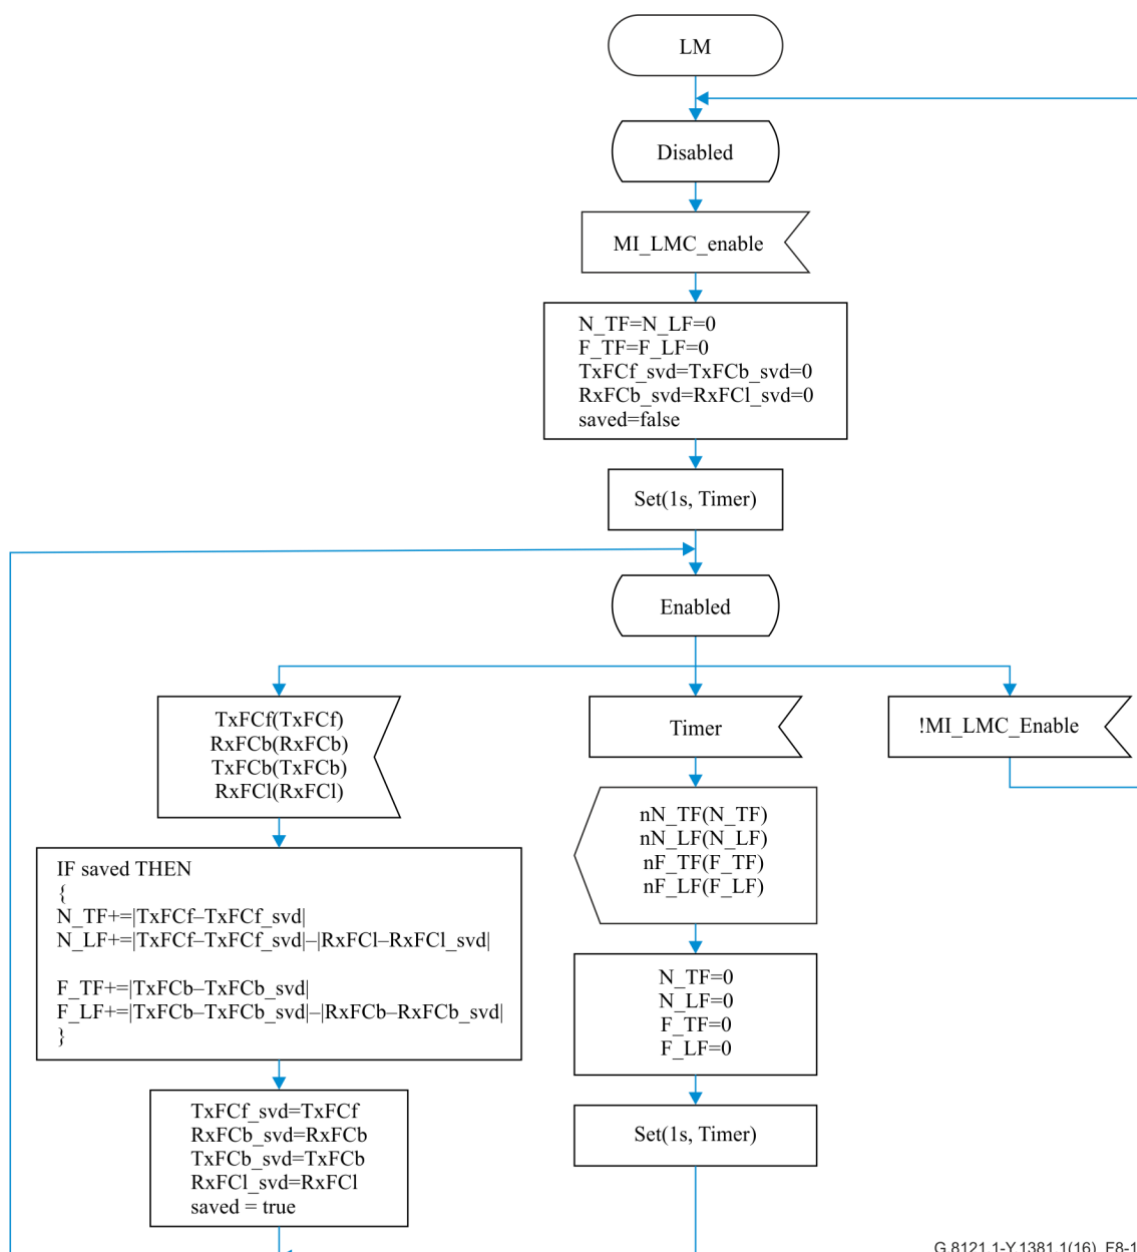 LM
Disabled
MI_LMC_enable
N_TF=N_LF=0
F_TF=F_LF=0
TxFCf_svd=TxFCb_svd=0
RxFCb_svd=RxFCl_svd=0
saved=false
Set(1s, Timer)
Enabled
TxFCf(TxFCf)
RxFCb(RxFCb)
TxFCb(TxFCb)
RxFCl(RxFCl)
IF saved THEN
{
N_TF+=|TxFCf–TxFCf_svd|
N_LF+=|TxFCf–TxFCf_svd|–|RxFCl–RxFCl_svd|
F_TF+=|TxFCb–TxFCb_svd|
F_LF+=|TxFCb–TxFCb_svd|–|RxFCb–RxFCb_svd|
}
TxFCf_svd=TxFCf
RxFCb_svd=RxFCb
TxFCb_svd=TxFCb
RxFCl_svd=RxFCl
saved = true
Timer
nN_TF(N_TF)
nN_LF(N_LF)
nF_TF(F_TF)
nF_LF(F_LF)
N_TF=0
N_LF=0
F_TF=0
F_LF=0
Set(1s, Timer)
!MI_LMC_Enable
G.8121.1-Y.1381.1(16)_F8-1